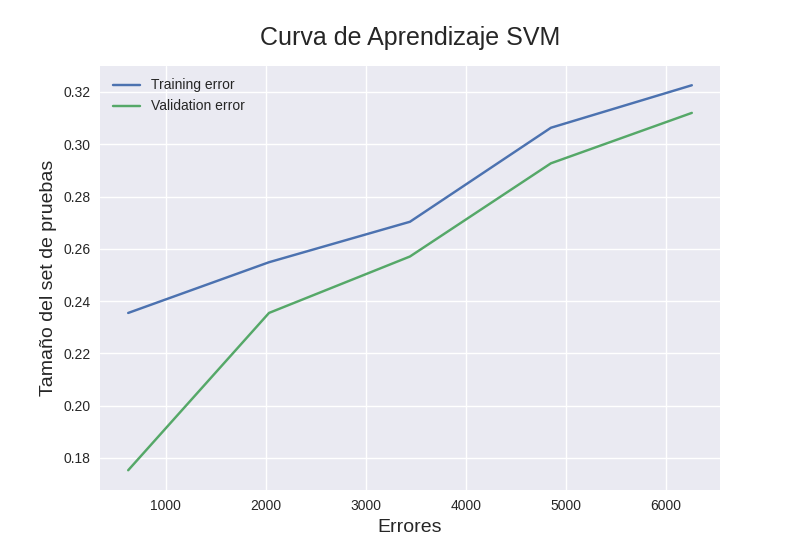 Curva de Aprendizaje SVM
Training error
Validation error
Tamaño del set de pruebas
0.32
0.30
0.28
0.26
0.24
0.22
0.20
0.18
1000 2000 3000 4000 5000 6000
Errores